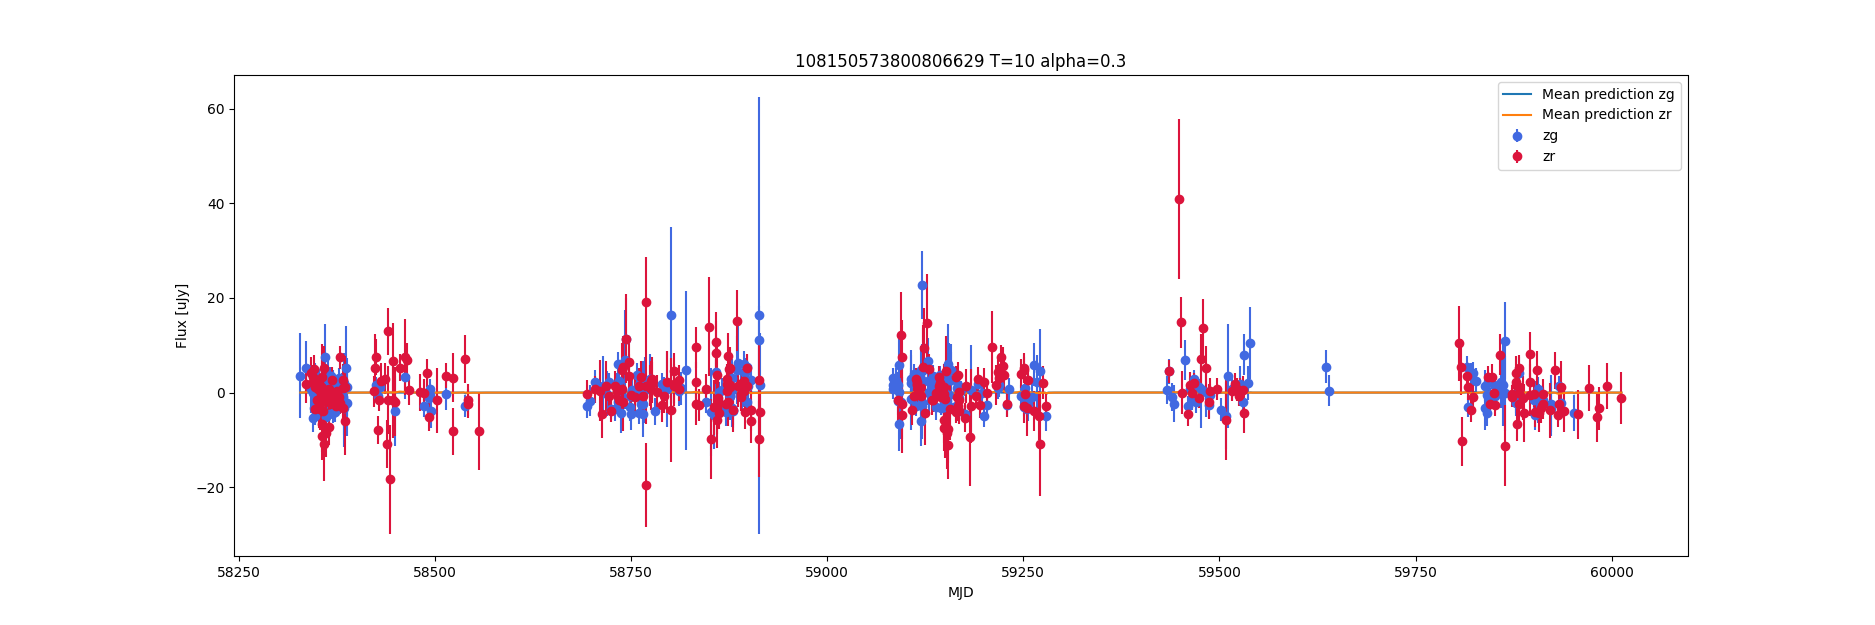 108150573800806629 T=10 alpha=0.3
Mean prediction zg
Mean prediction zr
zg
zr
60
40
20
0
−20
Flux [uJy]
58250 58500 58750 59000 59250 59500 59750 60000
MJD